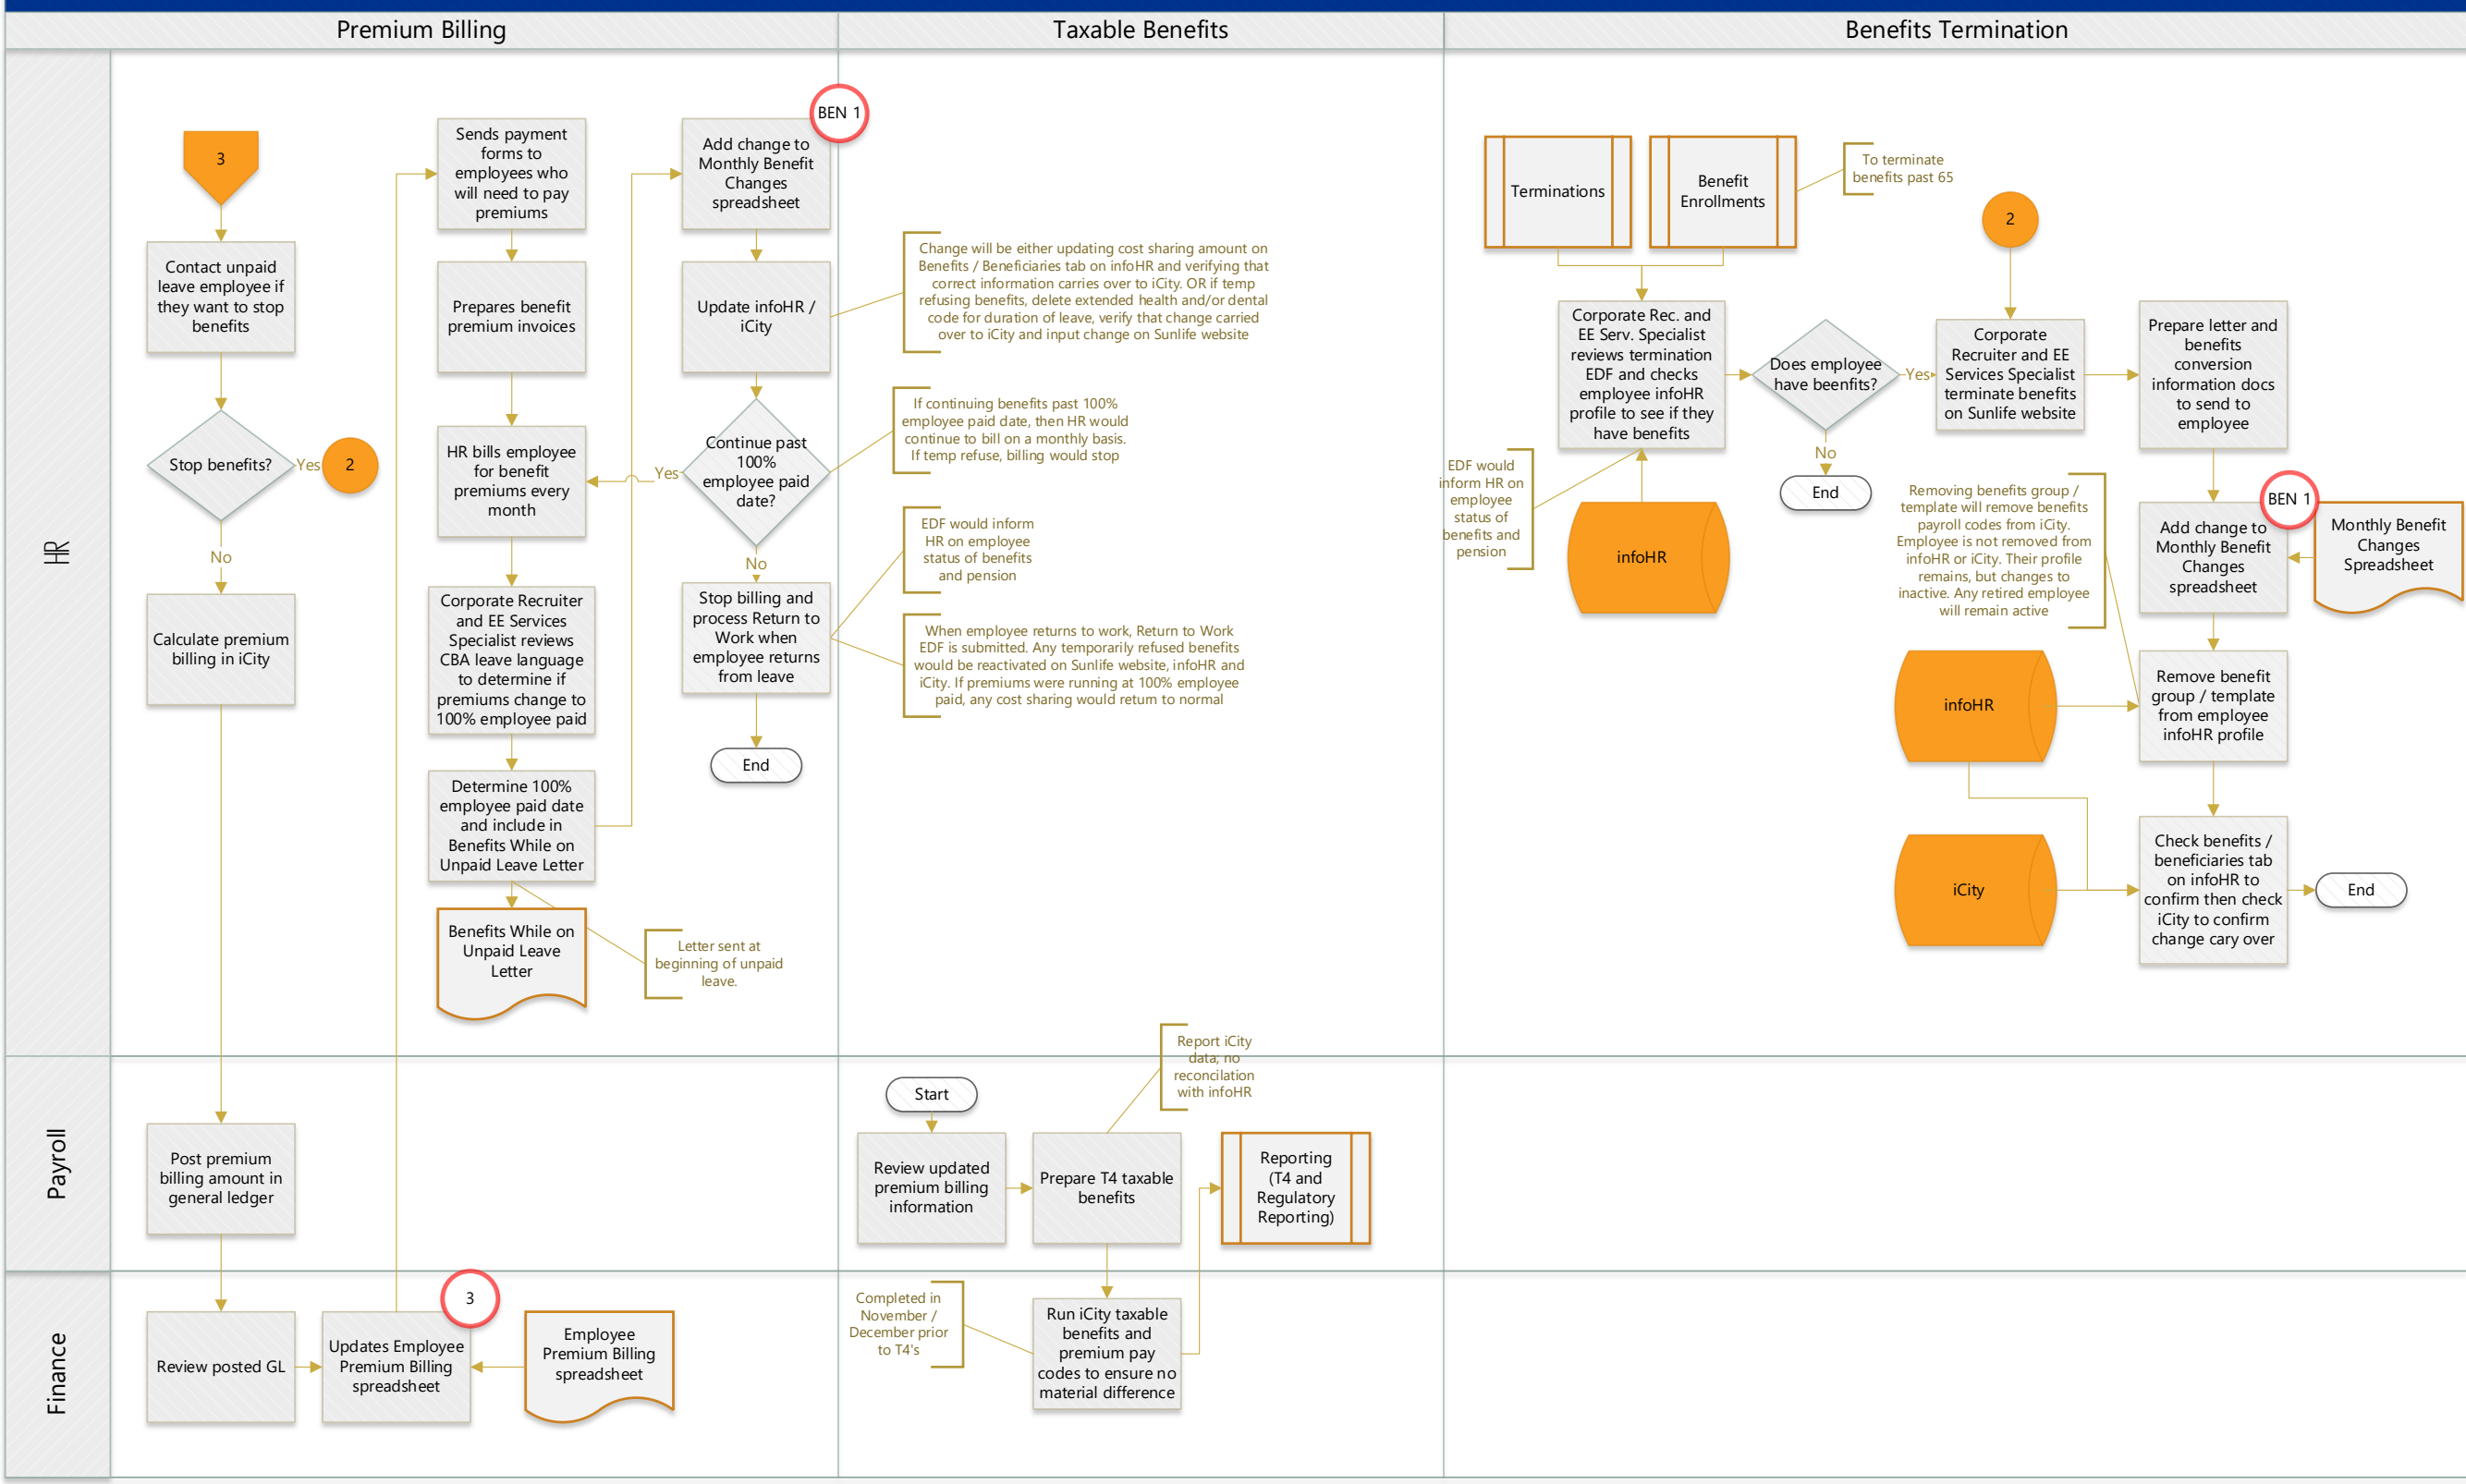 Premium Billing
Taxable Benefits
Benefits Termination
HR
Payroll
Finance
3
Contact unpaid
leave employee if
they want to stop
benefits
Stop benefits?
Yes
2
No
Calculate premium
billing in iCity
Post premium
billing amount in
general ledger
Review posted GL
Updates Employee
Premium Billing
spreadsheet
3
Employee
Premium Billing
spreadsheet
Sends payment
forms to
employees who
will need to pay
premiums
Prepares benefit
premium invoices
HR bills employee
for benefit
premiums every
month
Corporate Recruiter
and EE Services
Specialist reviews
CBA leave language
to determine if
premiums change to
100% employee paid
Determine 100%
employee paid date
and include in
Benefits While on
Unpaid Leave Letter
Benefits While on
Unpaid Leave
Letter
Letter sent at
beginning of unpaid
leave.
BEN 1
Add change to
Monthly Benefit
Changes
spreadsheet
Update infoHR /
iCity
Continue past
100%
employee paid
date?
Yes
No
Stop billing and
process Return to
Work when
employee returns
from leave
End
Change will be either updating cost sharing amount on
Benefits / Beneficiaries tab on infoHR and verifying that
correct information carries over to iCity. OR if temp
refusing benefits, delete extended health and/or dental
code for duration of leave, verify that change carried
over to iCity and input change on Sunlife website
If continuing benefits past 100%
employee paid date, then HR would
continue to bill on a monthly basis.
If temp refuse, billing would stop
EDF would inform
HR on employee
status of benefits
and pension
When employee returns to work, Return to Work
EDF is submitted. Any temporarily refused benefits
would be reactivated on Sunlife website, infoHR and
iCity. If premiums were running at 100% employee
paid, any cost sharing would return to normal
Start
Review updated
premium billing
information
Prepare T4 taxable
benefits
Report iCity
data; no
reconcilation
with infoHR
Reporting
(T4 and
Regulatory
Reporting)
Completed in
November /
December prior
to T4's
Run iCity taxable
benefits and
premium pay
codes to ensure no
material difference
Terminations
Benefit
Enrollments
To terminate
benefits past 65
Corporate Rec. and
EE Serv. Specialist
reviews termination
EDF and checks
employee infoHR
profile to see if they
have benefits
EDF would
inform HR on
employee
status of
benefits and
pension
infoHR
Does employee
have beenfits?
Yes
No
End
2
Corporate
Recruiter and EE
Services Specialist
terminate benefits
on Sunlife website
Prepare letter and
benefits
conversion
information docs
to send to
employee
BEN 1
Add change to
Monthly Benefit
Changes
spreadsheet
Monthly Benefit
Changes
Spreadsheet
Removing benefits group /
template will remove benefits
payroll codes from iCity.
Employee is not removed from
infoHR or iCity. Their profile
remains, but changes to
inactive. Any retired employee
will remain active
infoHR
Remove benefit
group / template
from employee
infoHR profile
iCity
Check benefits /
beneficiaries tab
on infoHR to
confirm then check
iCity to confirm
change cary over
End